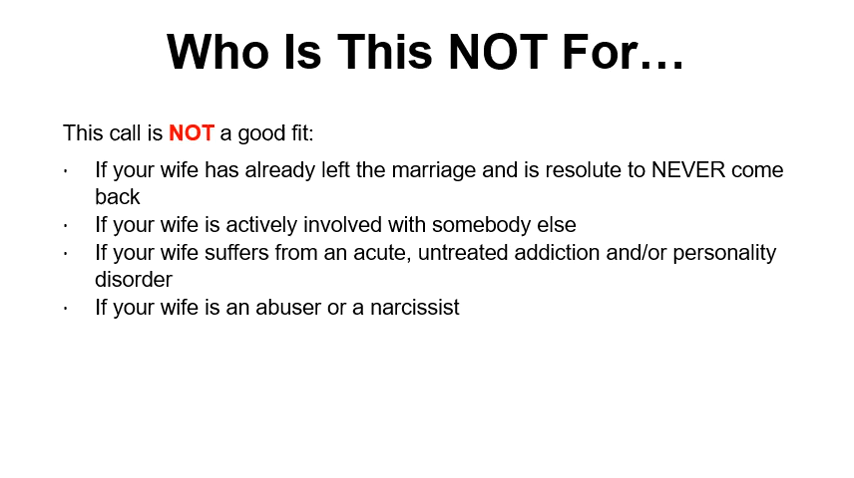 Who Is This NOT For…
This call is NOT a good fit:
· If your wife has already left the marriage and is resolute to NEVER come
back
· If your wife is actively involved with somebody else
· If your wife suffers from an acute, untreated addiction and/or personality
disorder
· If your wife is an abuser or a narcissist